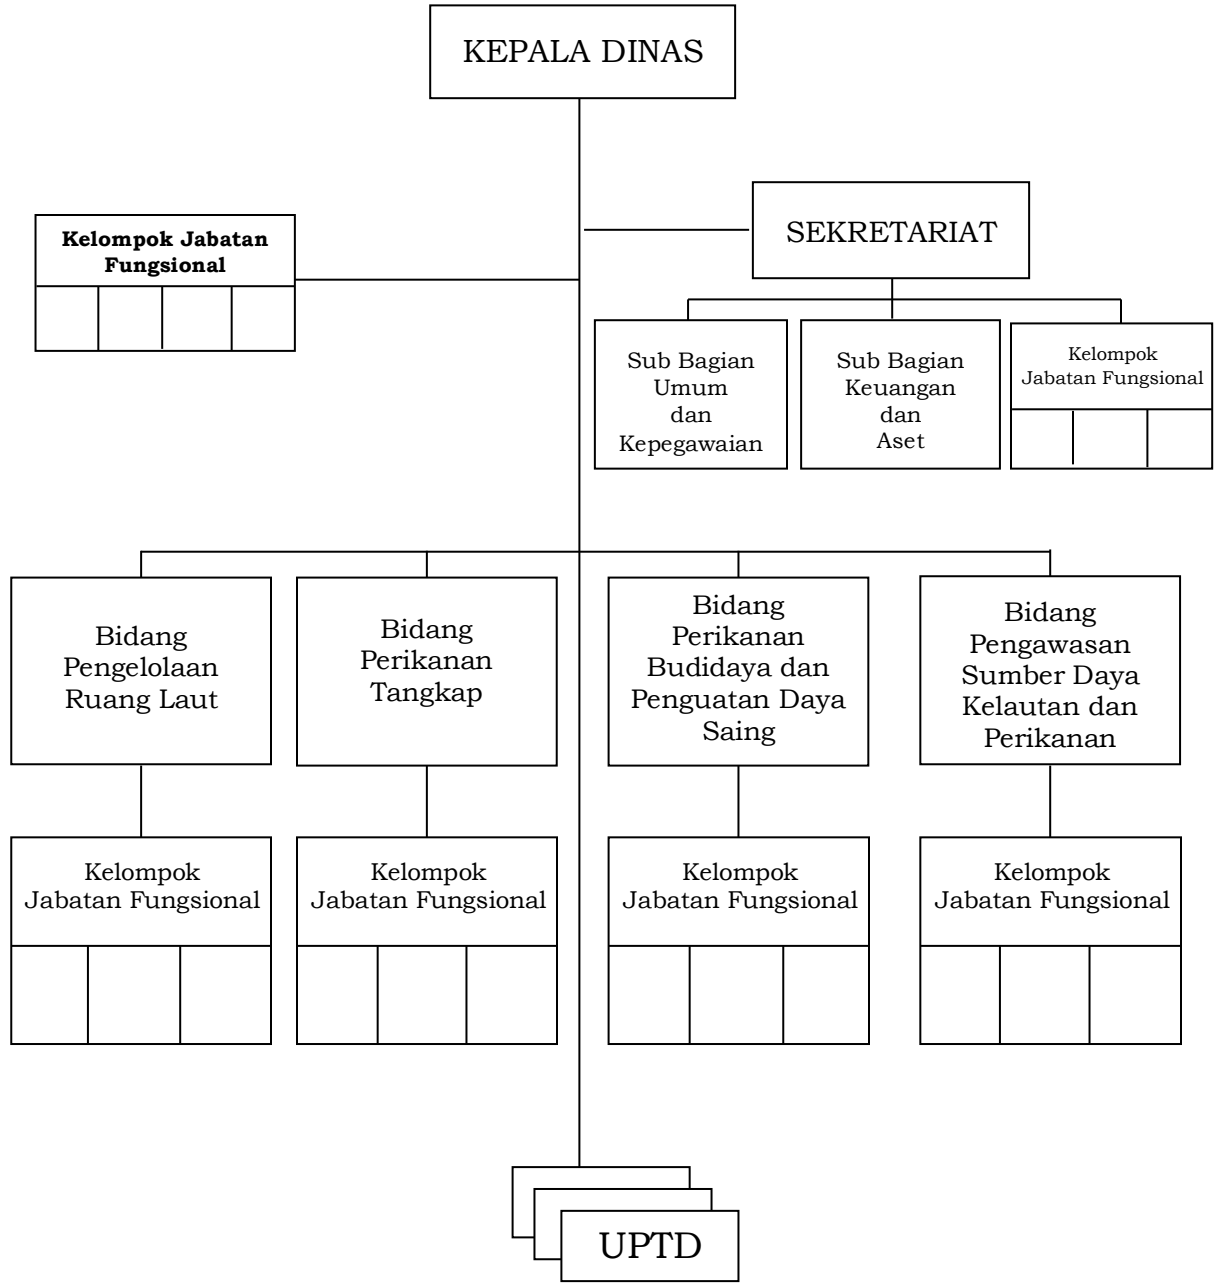 KEPALA DINAS
SEKRETARIAT
Kelompok Jabatan
Fungsional
Sub Bagian
Umum
dan
Kepegawaian
Sub Bagian
Keuangan
dan
Aset
Kelompok
Jabatan Fungsional
Bidang
Pengelolaan
Ruang Laut
Bidang
Perikanan
Tangkap
Bidang
Perikanan
Budidaya dan
Penguatan Daya
Saing
Bidang
Pengawasan
Sumber Daya
Kelautan dan
Perikanan
Kelompok
Jabatan Fungsional
Kelompok
Jabatan Fungsional
Kelompok
Jabatan Fungsional
Kelompok
Jabatan Fungsional
UPTD